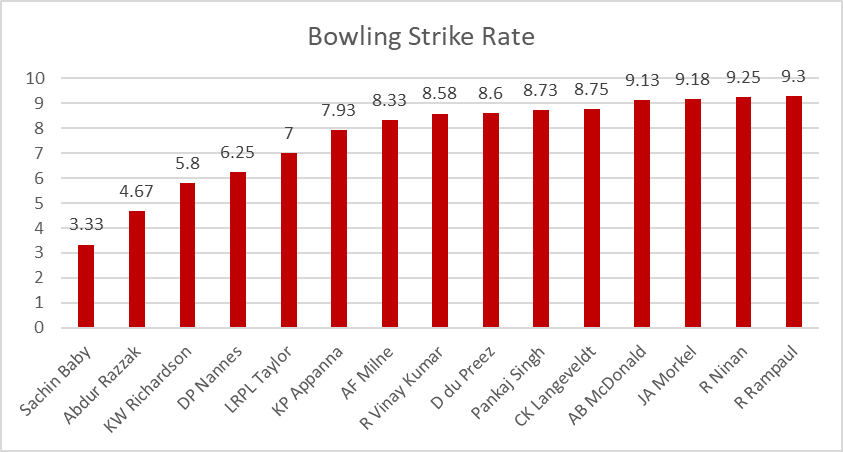 Bowling Strike Rate
10
9
8
7
6
5
4
3
2
1
0
3.33
4.67
5.8
6.25
7
7.93
8.33
8.58
8.6
8.73
8.75
9.13
9.18
9.25
9.3
Sachin Baby
Abdur Razzak
KW Richardson
DP Nannes
LRPL Taylor
KP Appanna
AF Milne
R Vinay Kumar
D du Preez
Pankaj Singh
CK Langeveldt
AB McDonald
JA Morkel
R Ninan
R Rampaul